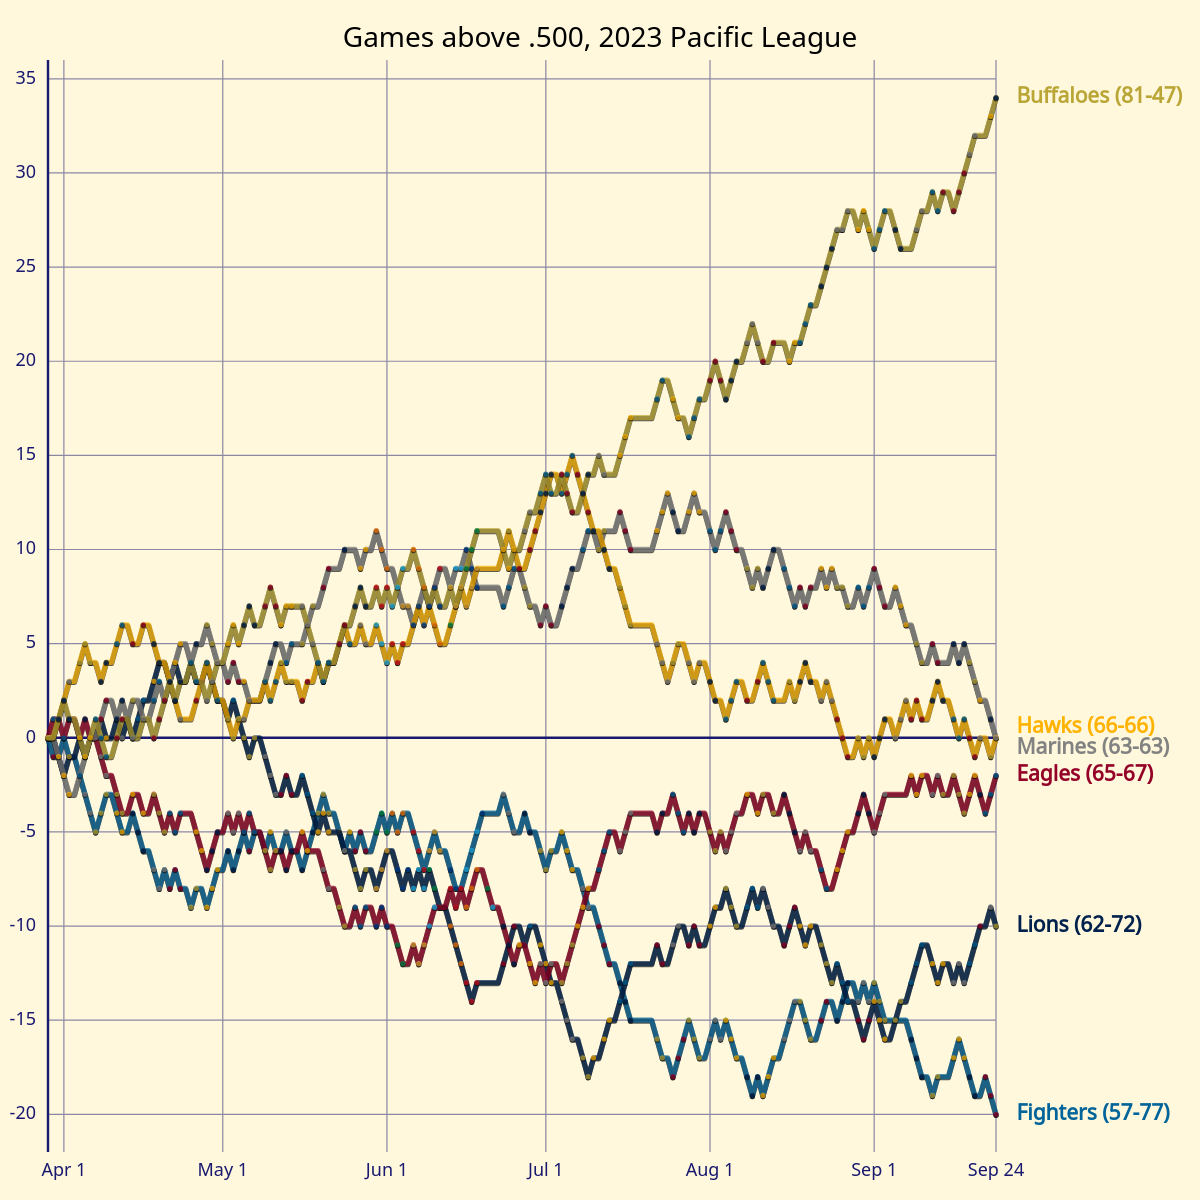 Games above .500, 2023 Pacific League
35
30
25
20
15
10
5
0
-5
-10
-15
-20
Buffaloes (81-47)
Hawks (66-66)
Marines (63-63)
Eagles (65-67)
Lions (62-72)
Fighters (57-77)
Apr 1 May 1 Jun 1 Jul 1 Aug 1 Sep 1 Sep 24